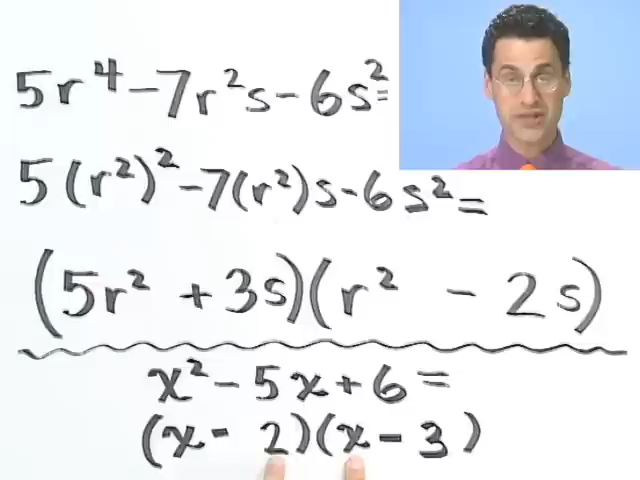 5r⁴ - 7r²s - 6s² =
5(r²)² - 7(r²)s - 6s² =
(5r² + 3s)(r² - 2s)
x² - 5x + 6 =
(x - 2)(x - 3)